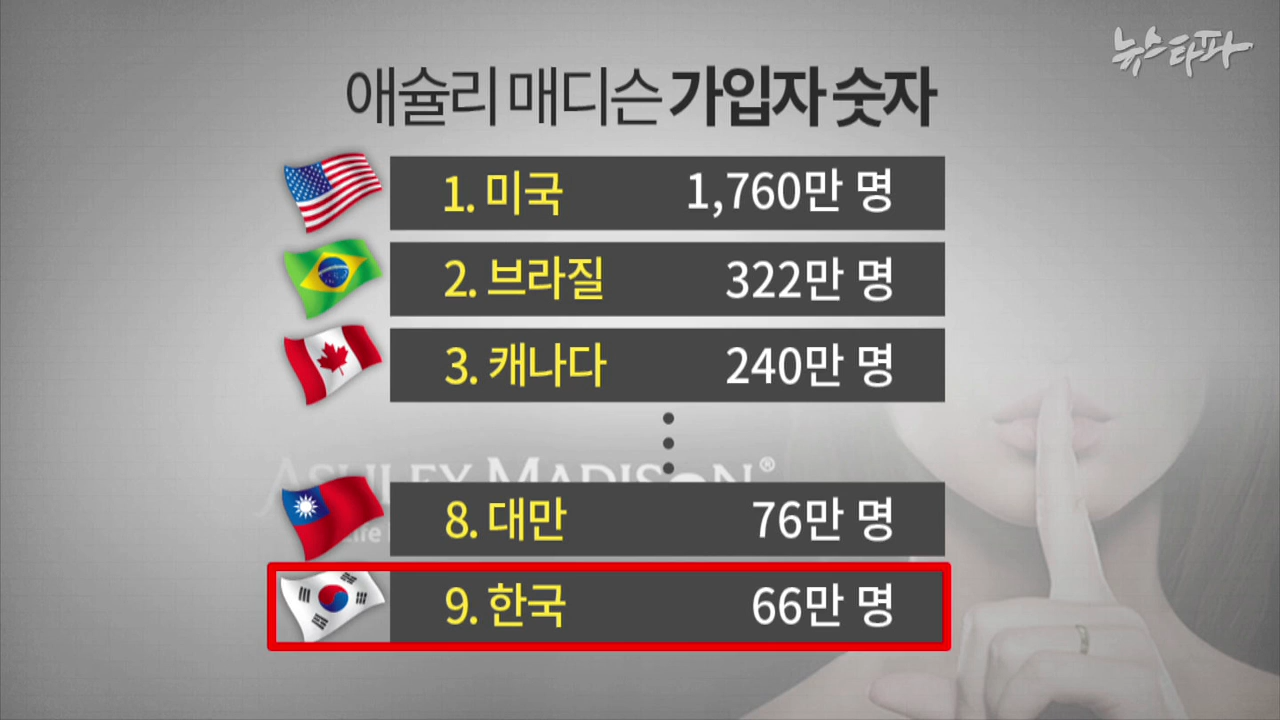 뉴스타파
애슐리 매디슨 가입자 숫자
1. 미국 1,760만 명
2. 브라질 322만 명
3. 캐나다 240만 명
ASHLEY MADISON®
8. 대만 76만 명
Life
9. 한국 66만 명